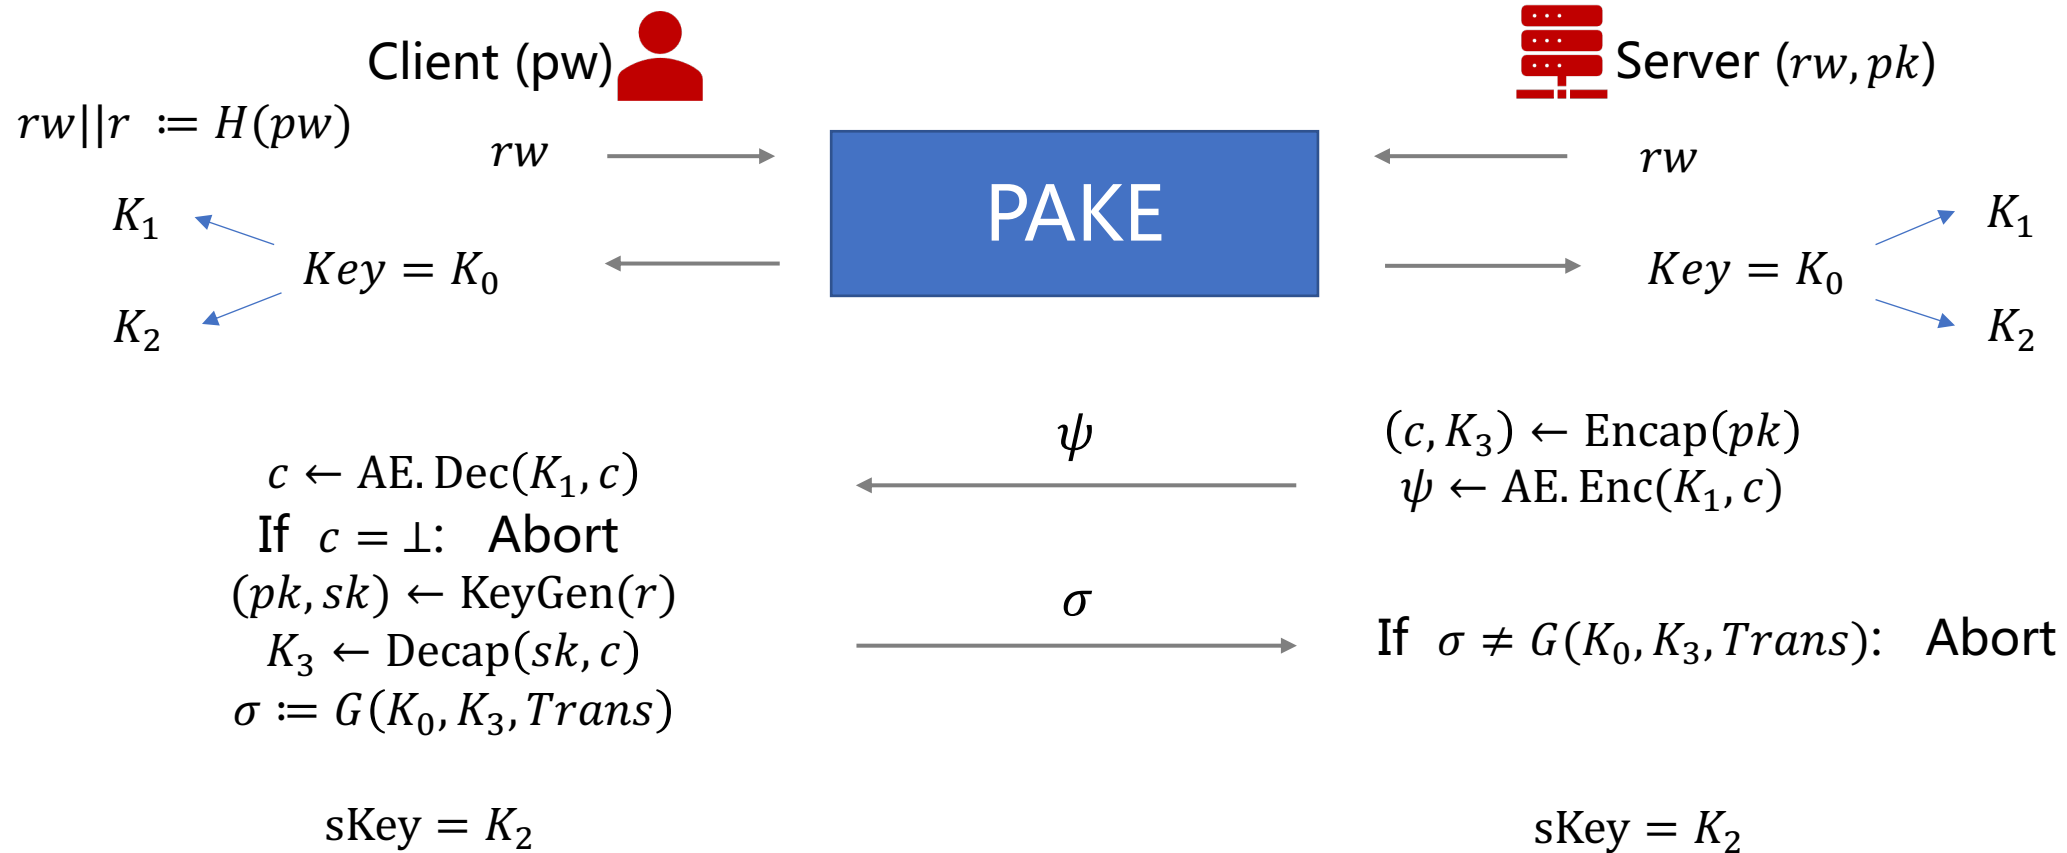 Client (pw)
Server (rw, pk)
rw||r ≔ H(pw)
rw
PAKE
rw
K₁
K₁
Key = K₀
Key = K₀
K₂
K₂
ψ
(c, K₃) ← Encap(pk)
c ← AE. Dec(K₁, c)
ψ ← AE. Enc(K₁, c)
If c = ⊥: Abort
(pk, sk) ← KeyGen(r)
σ
K₃ ← Decap(sk, c)
If σ ≠ G(K₀, K₃, Trans): Abort
σ ≔ G(K₀, K₃, Trans)
sKey = K₂
sKey = K₂